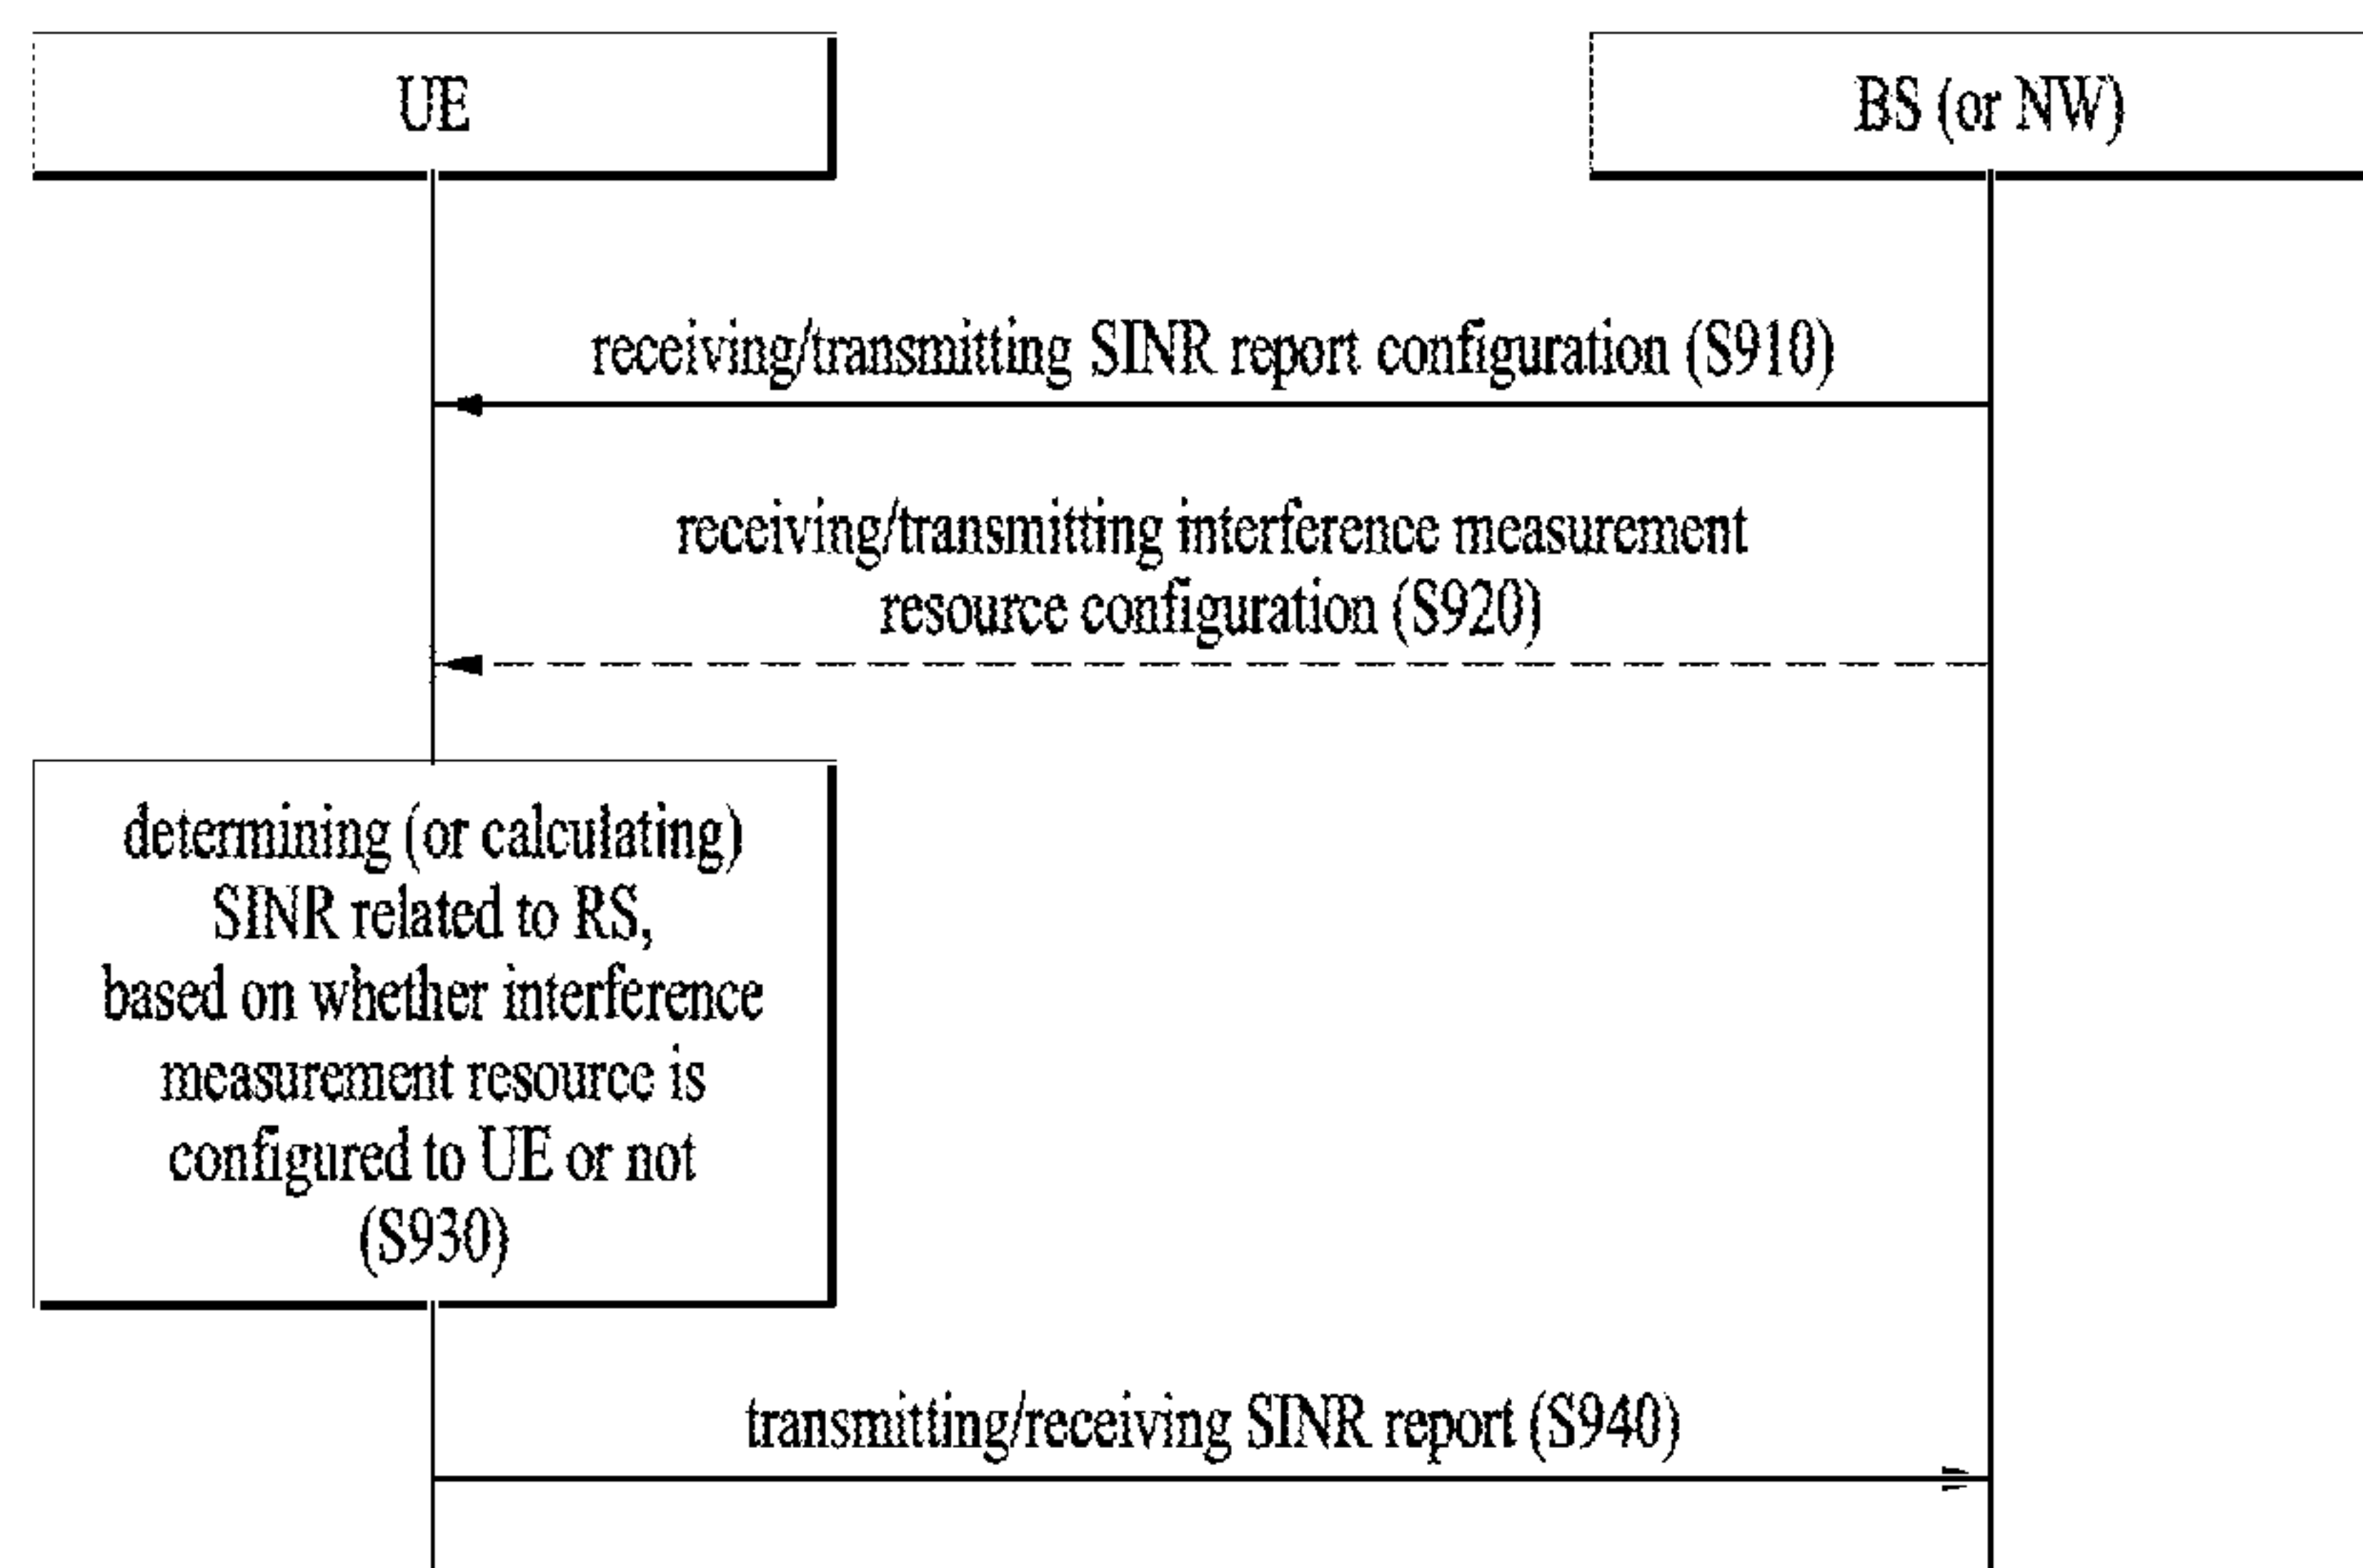 UE
BS (or NW)
receiving/transmitting SINR report configuration (S910)
receiving/transmitting interference measurement
resource configuration (S920)
determining (or calculating)
SINR related to RS,
based on whether interference
measurement resource is
configured to UE or not
(S930)
transmitting/receiving SINR report (S940)